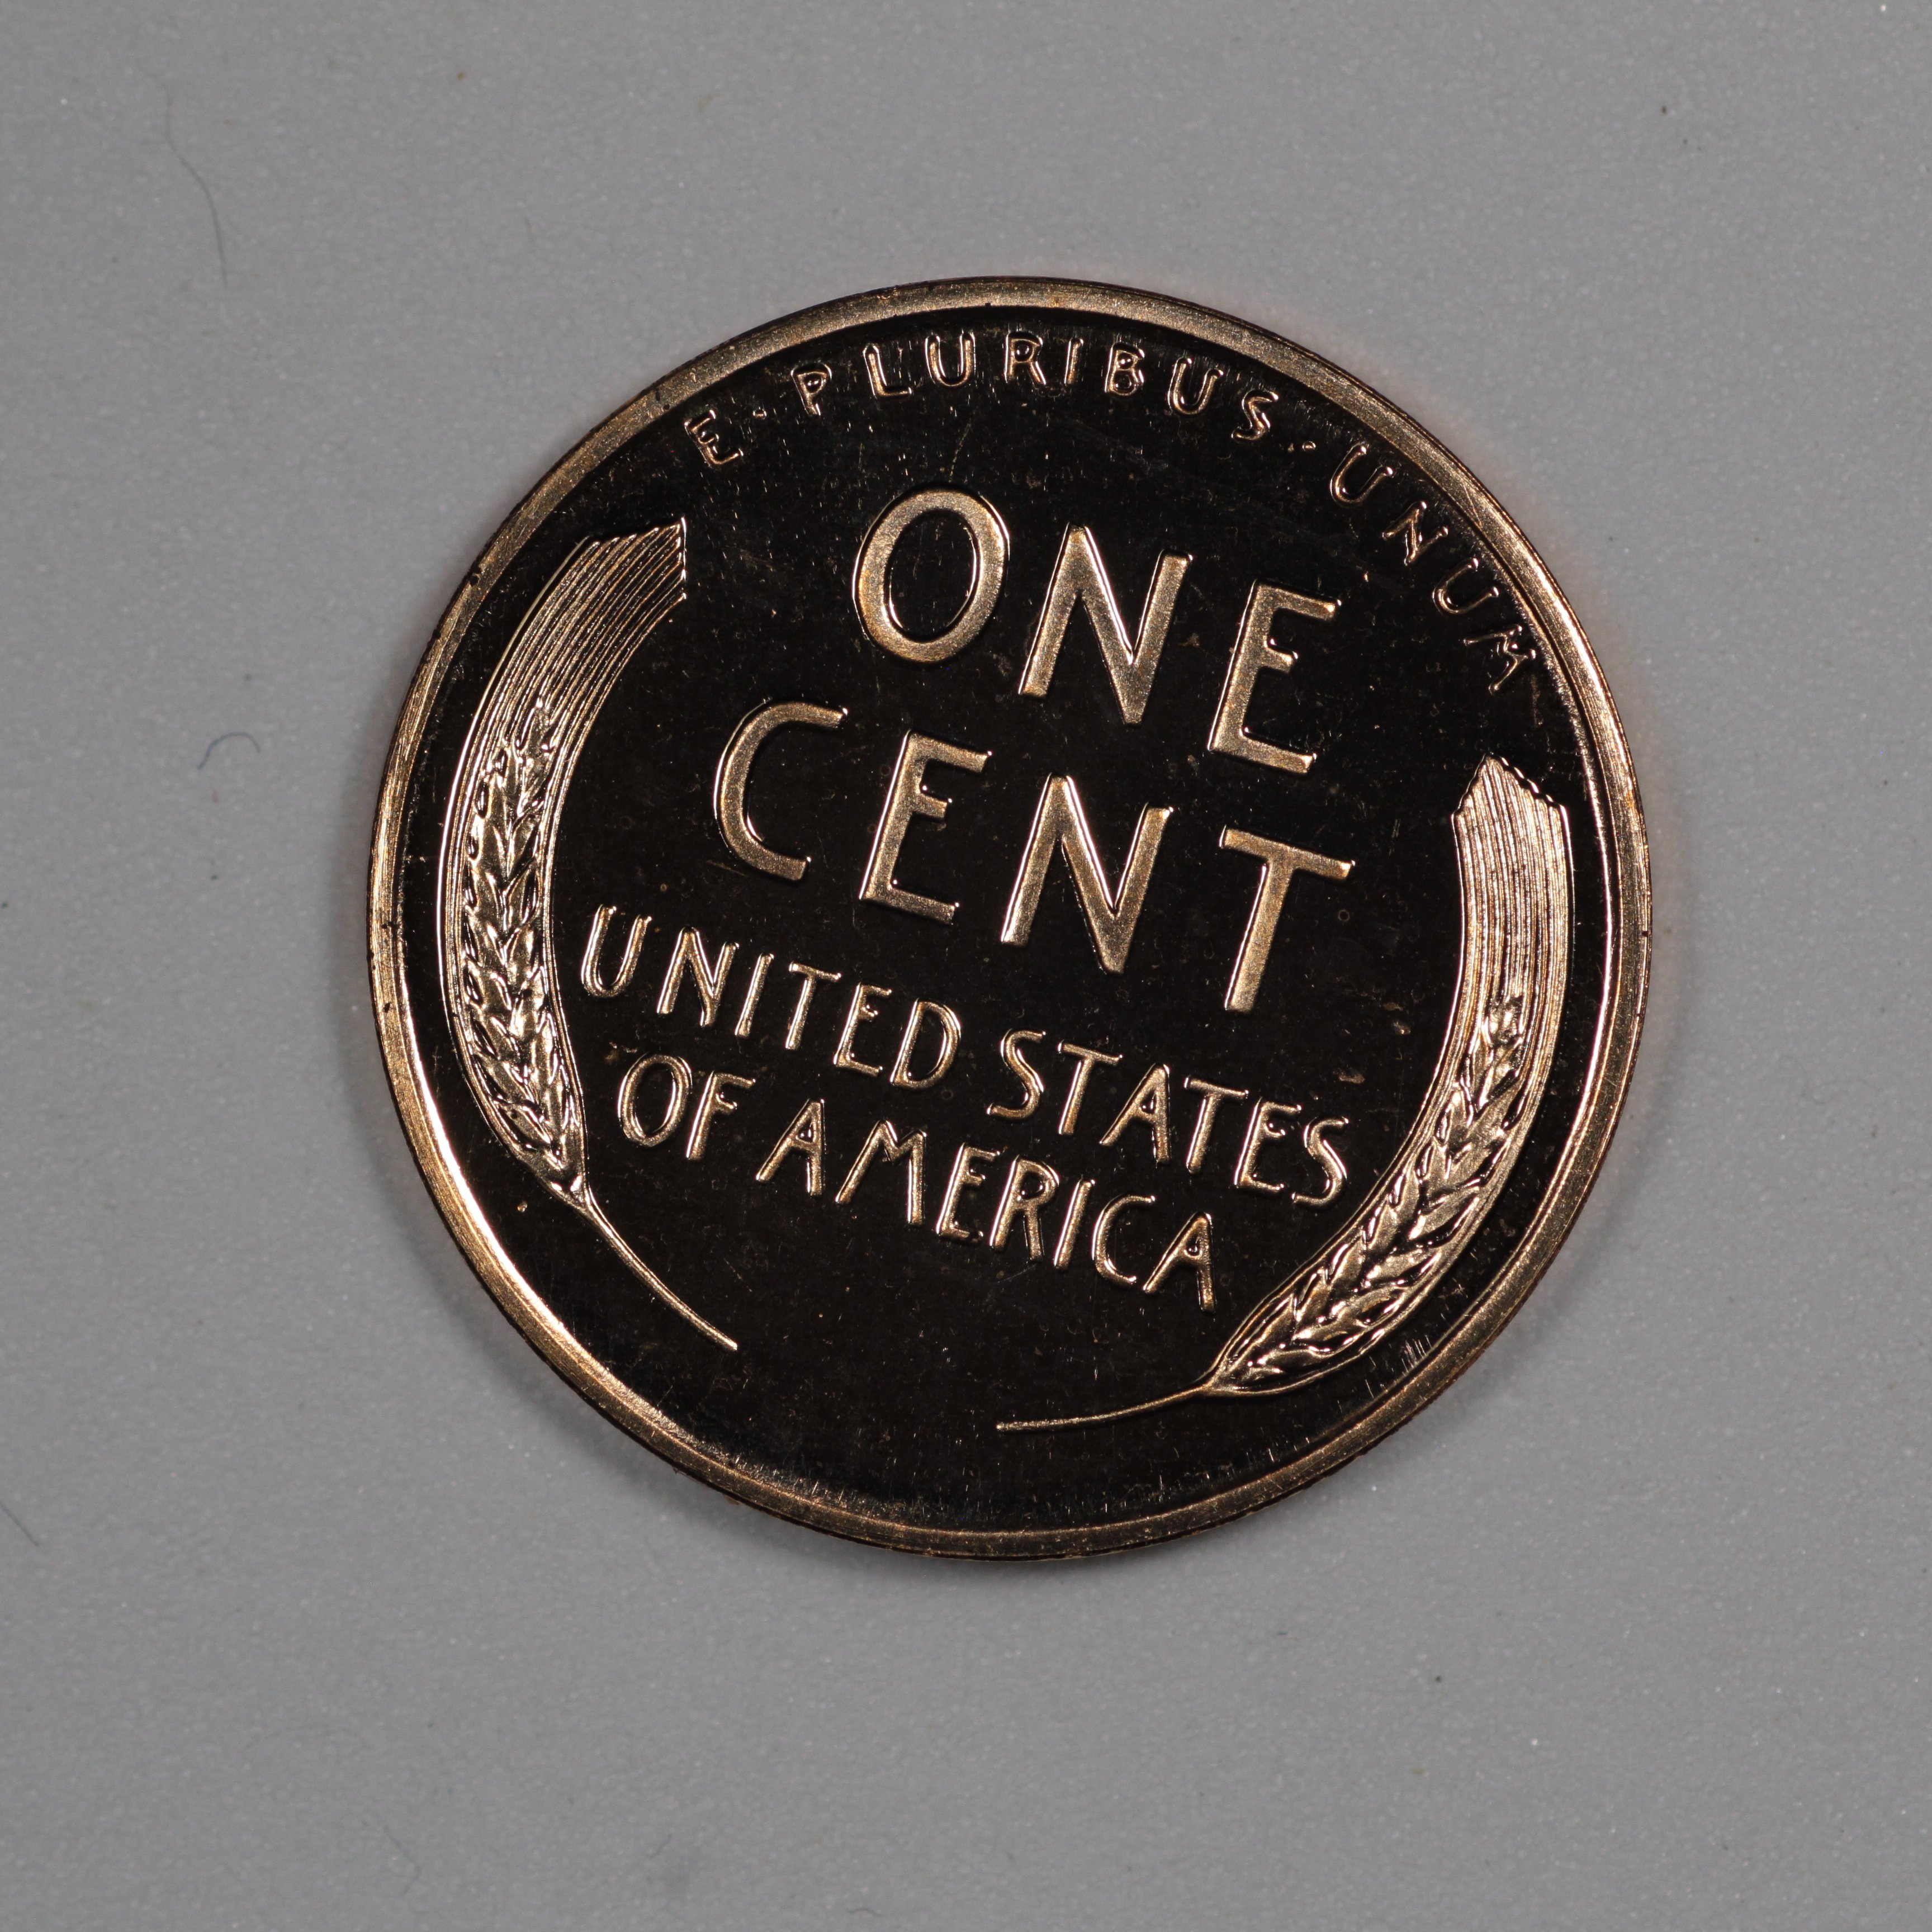 E·PLURIBUS·UNUM
ONE
CENT
UNITED STATES
OF AMERICA